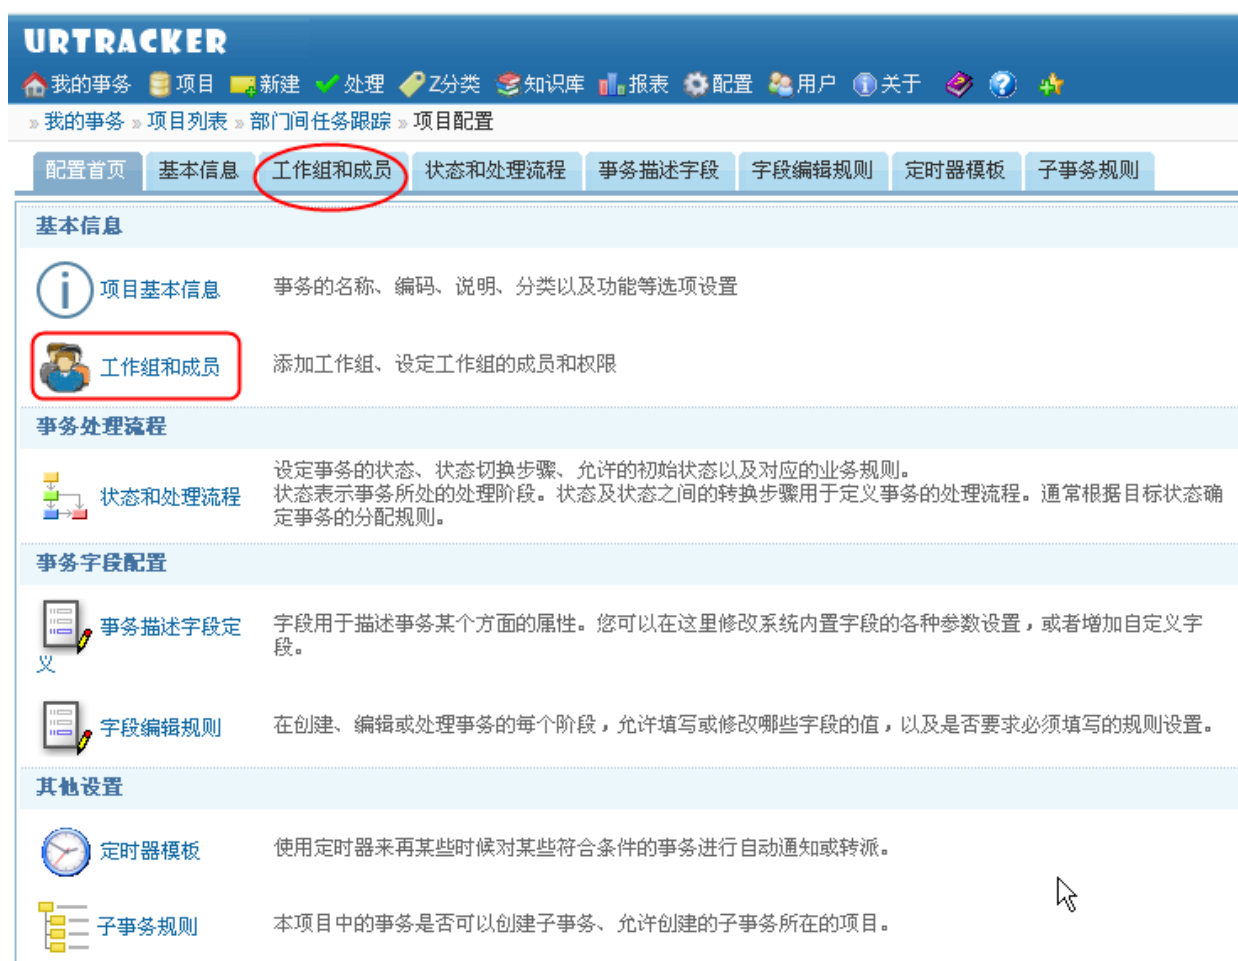 URTRACKER
我的事务 项目 新建 处理 Z分类 知识库 报表 配置 用户 关于
» 我的事务 » 项目列表 » 部门间任务跟踪 » 项目配置
配置首页 基本信息 工作组和成员 状态和处理流程 事务描述字段 字段编辑规则 定时器模板 子事务规则
基本信息
项目基本信息 事务的名称、编码、说明、分类以及功能等选项设置
工作组和成员 添加工作组、设定工作组的成员和权限
事务处理流程
设定事务的状态、状态切换步骤、允许的初始状态以及对应的业务规则。
状态和处理流程 状态表示事务所处的处理阶段。状态及状态之间的转换步骤用于定义事务的处理流程。通常根据目标状态确
定事务的分配规则。
事务字段配置
事务描述字段定 字段用于描述事务某个方面的属性。您可以在这里修改系统内置字段的各种参数设置，或者增加自定义字
义 段。
字段编辑规则 在创建、编辑或处理事务的每个阶段，允许填写或修改哪些字段的值，以及是否要求必须填写的规则设置。
其他设置
定时器模板 使用定时器来再某些时候对某些符合条件的事务进行自动通知或转派。
子事务规则 本项目中的事务是否可以创建子事务、允许创建的子事务所在的项目。